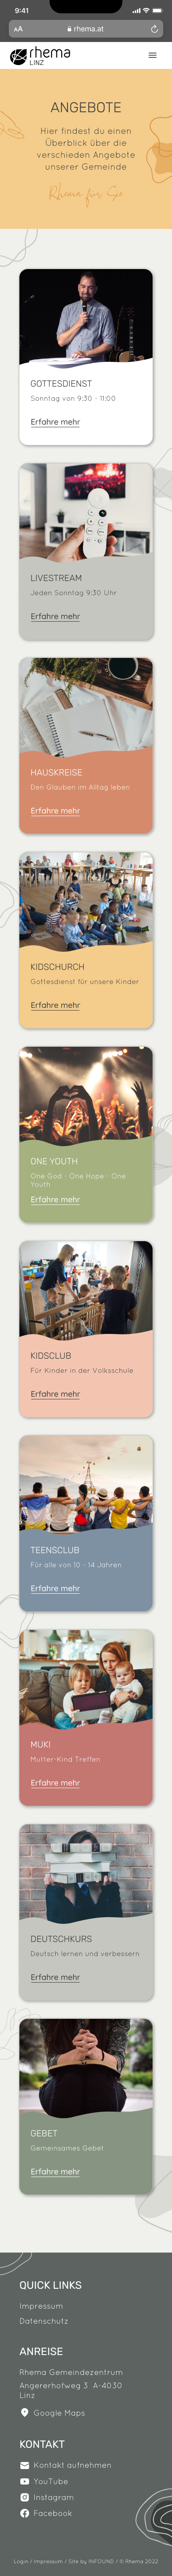 9:41
AA rhema.at
rhema
LINZ
ANGEBOTE
Hier findest du einen
Überblick über die
verschieden Angebote
unserer Gemeinde
Rhema für Sie
GOTTESDIENST
Sonntag von 9:30 - 11:00
Erfahre mehr
LIVESTREAM
Jeden Sonntag 9:30 Uhr
Erfahre mehr
HAUSKREISE
Den Glauben im Alltag leben
Erfahre mehr
KIDSCHURCH
Gottesdienst für unsere Kinder
Erfahre mehr
ONE YOUTH
One God · One Hope · One
Youth
Erfahre mehr
KIDSCLUB
Für Kinder in der Volksschule
Erfahre mehr
TEENSCLUB
Für alle von 10 - 14 Jahren
Erfahre mehr
MUKI
Mutter-Kind Treffen
Erfahre mehr
DEUTSCHKURS
Deutsch lernen und verbessern
Erfahre mehr
GEBET
Gemeinsames Gebet
Erfahre mehr
QUICK LINKS
Impressum
Datenschutz
ANREISE
Rhema Gemeindezentrum
Angererhofweg 3 A-4030
Linz
Google Maps
KONTAKT
Kontakt aufnehmen
YouTube
Instagram
Facebook
Login / Impressum / Site by INFOUND / © Rhema 2022